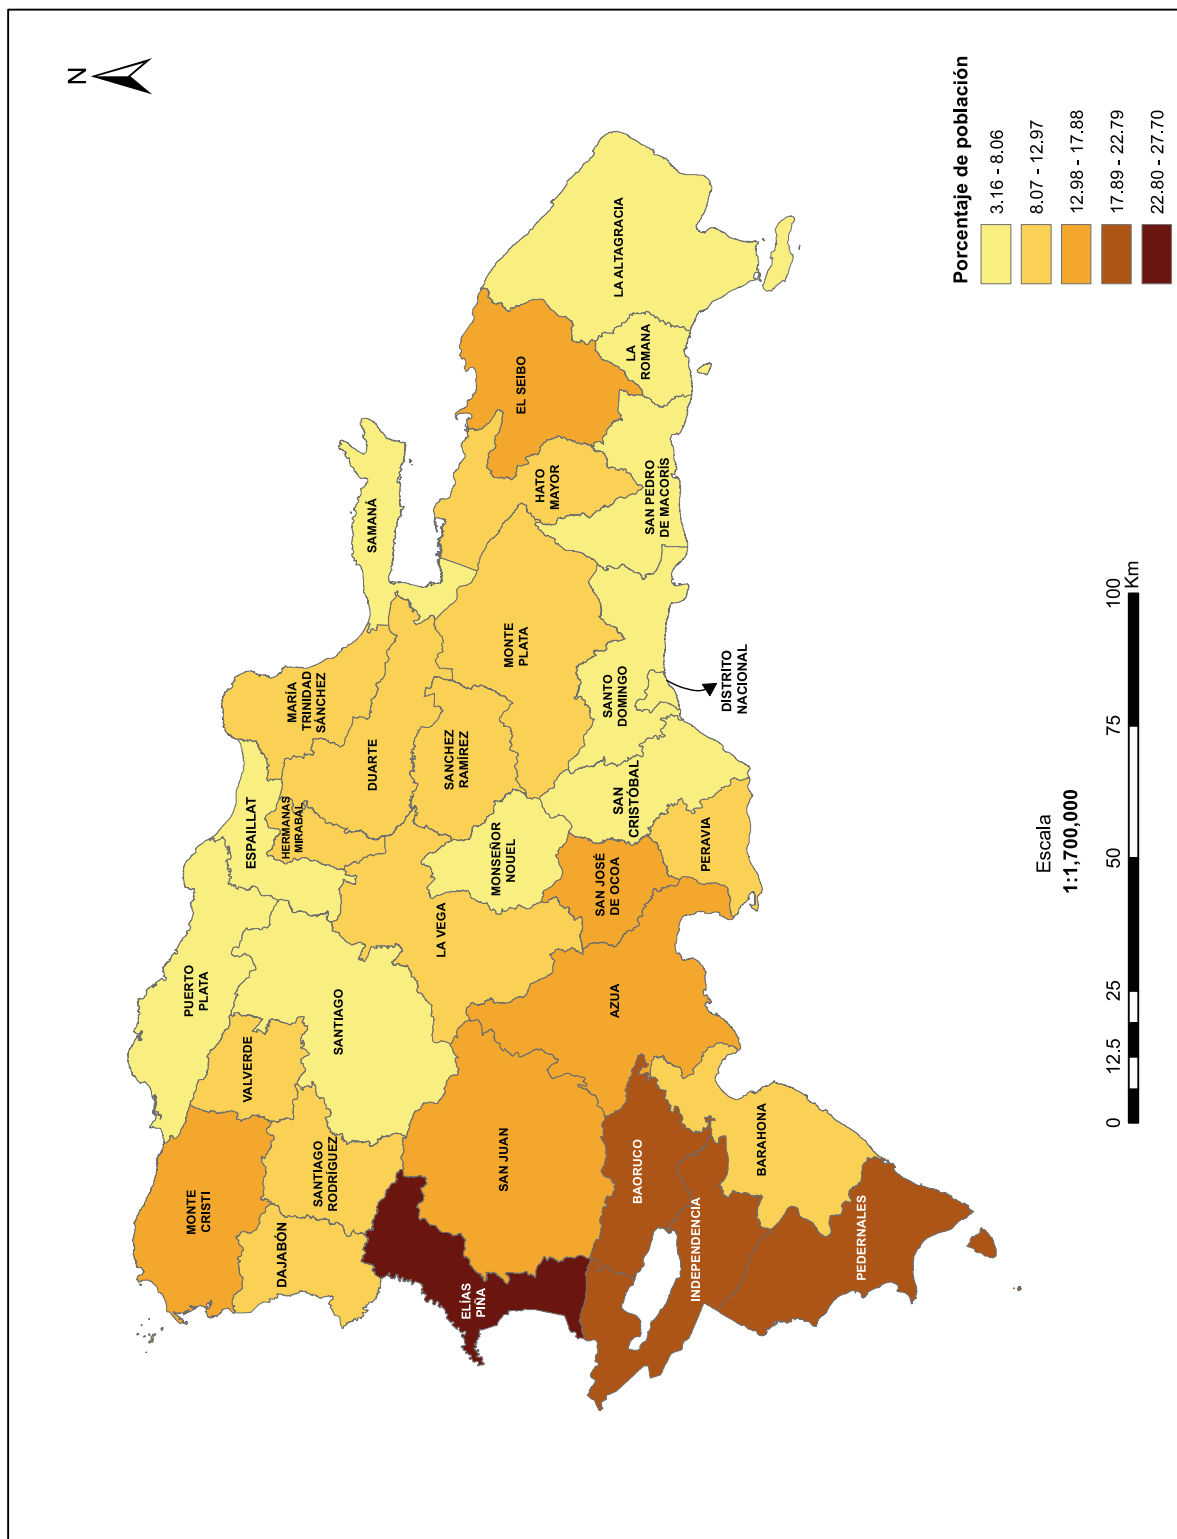 N
PUERTO
PLATA
ESPAILLAT
MONTE
CRISTI
VALVERDE
MARÍA
TRINIDAD
SÁNCHEZ
HERMANAS
MIRABAL
DAJABÓN
SANTIAGO
RODRÍGUEZ
SANTIAGO
DUARTE
SAMANÁ
LA VEGA
SANCHEZ
RAMÍREZ
ELÍAS
PIÑA
SAN JUAN
MONSEÑOR
NOUEL
MONTE
PLATA
HATO
MAYOR
EL SEIBO
LA ALTAGRACIA
AZUA
SAN JOSÉ
DE OCOA
SAN
CRISTÓBAL
SANTO
DOMINGO
SAN PEDRO
DE MACORÍS
LA
ROMANA
BAORUCO
INDEPENDENCIA
PERAVIA
DISTRITO
NACIONAL
BARAHONA
PEDERNALES
Porcentaje de población
3.16 - 8.06
8.07 - 12.97
12.98 - 17.88
17.89 - 22.79
22.80 - 27.70
Escala
1:1,700,000
0 12.5 25 50 75 100
Km